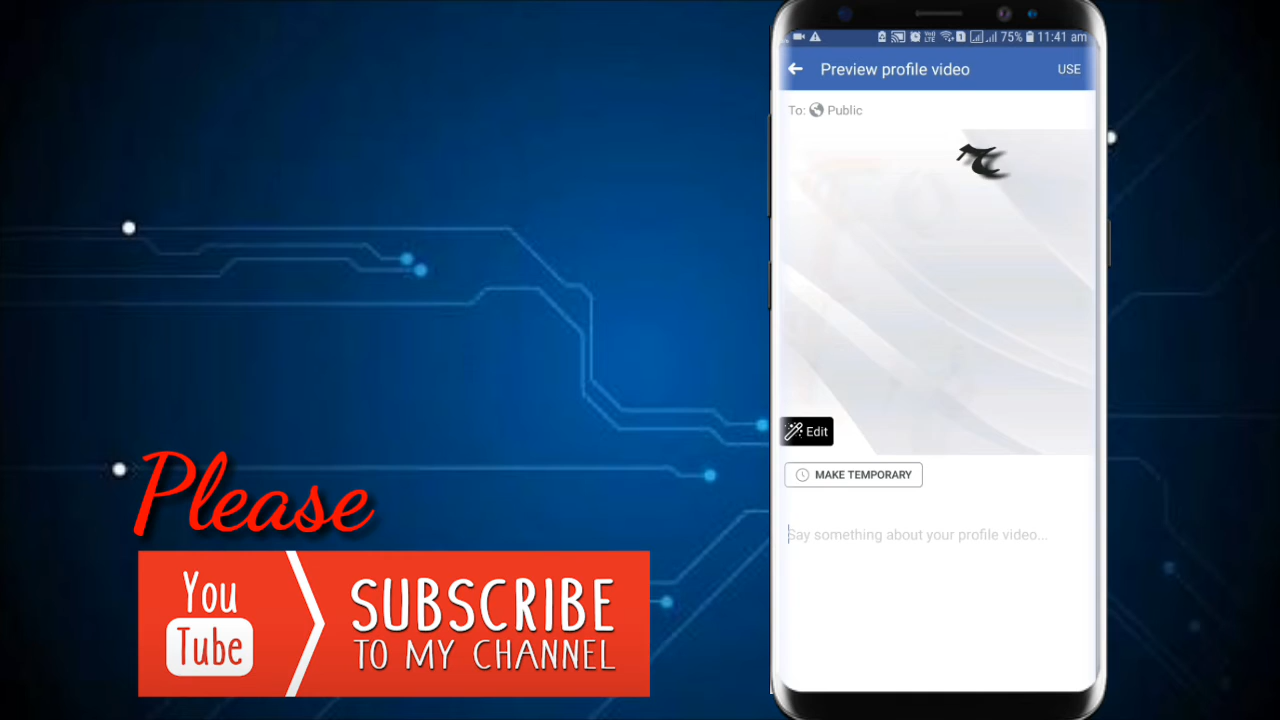 75% 11:41 am
Preview profile video
USE
To: Public
TC
Edit
MAKE TEMPORARY
Say something about your profile video...
Please
You
Tube
SUBSCRIBE
TO MY CHANNEL